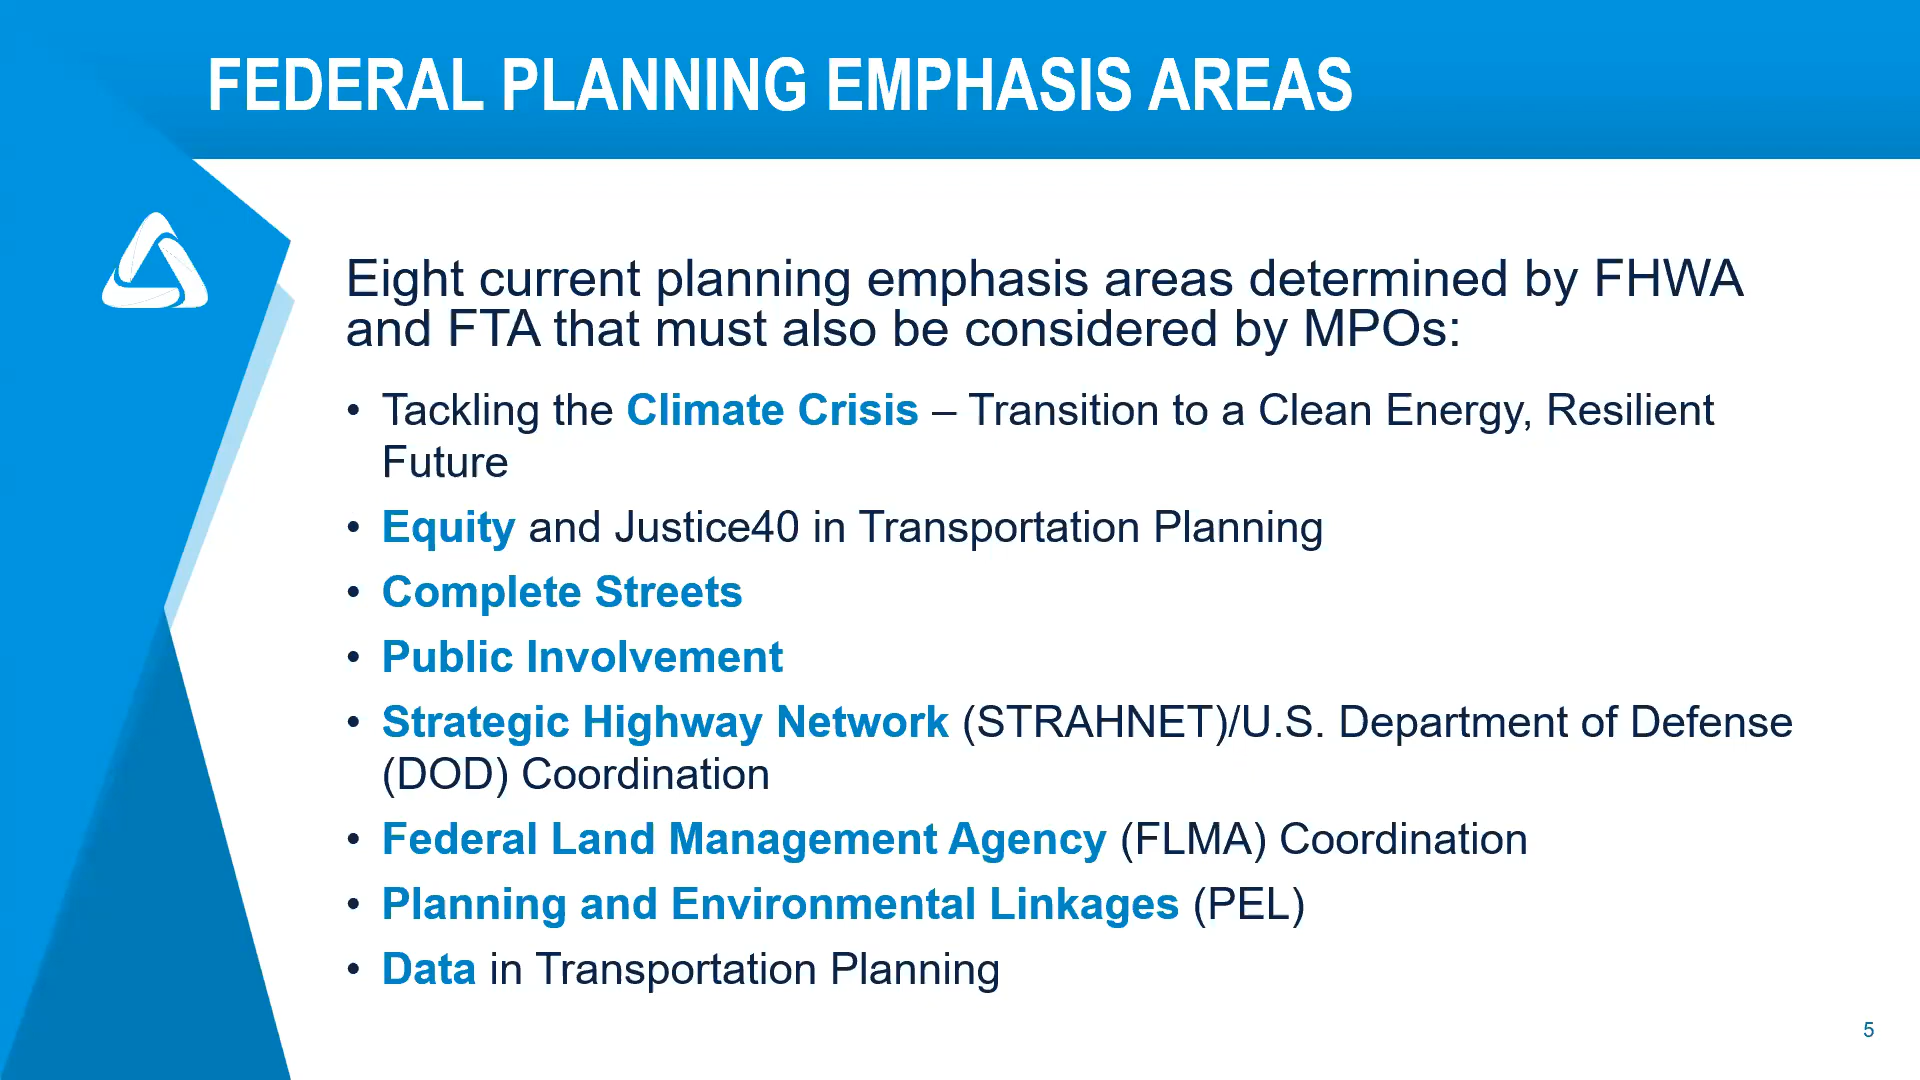 FEDERAL PLANNING EMPHASIS AREAS
Eight current planning emphasis areas determined by FHWA
and FTA that must also be considered by MPOs:
• Tackling the Climate Crisis – Transition to a Clean Energy, Resilient
Future
• Equity and Justice40 in Transportation Planning
• Complete Streets
• Public Involvement
• Strategic Highway Network (STRAHNET)/U.S. Department of Defense
(DOD) Coordination
• Federal Land Management Agency (FLMA) Coordination
• Planning and Environmental Linkages (PEL)
• Data in Transportation Planning
5